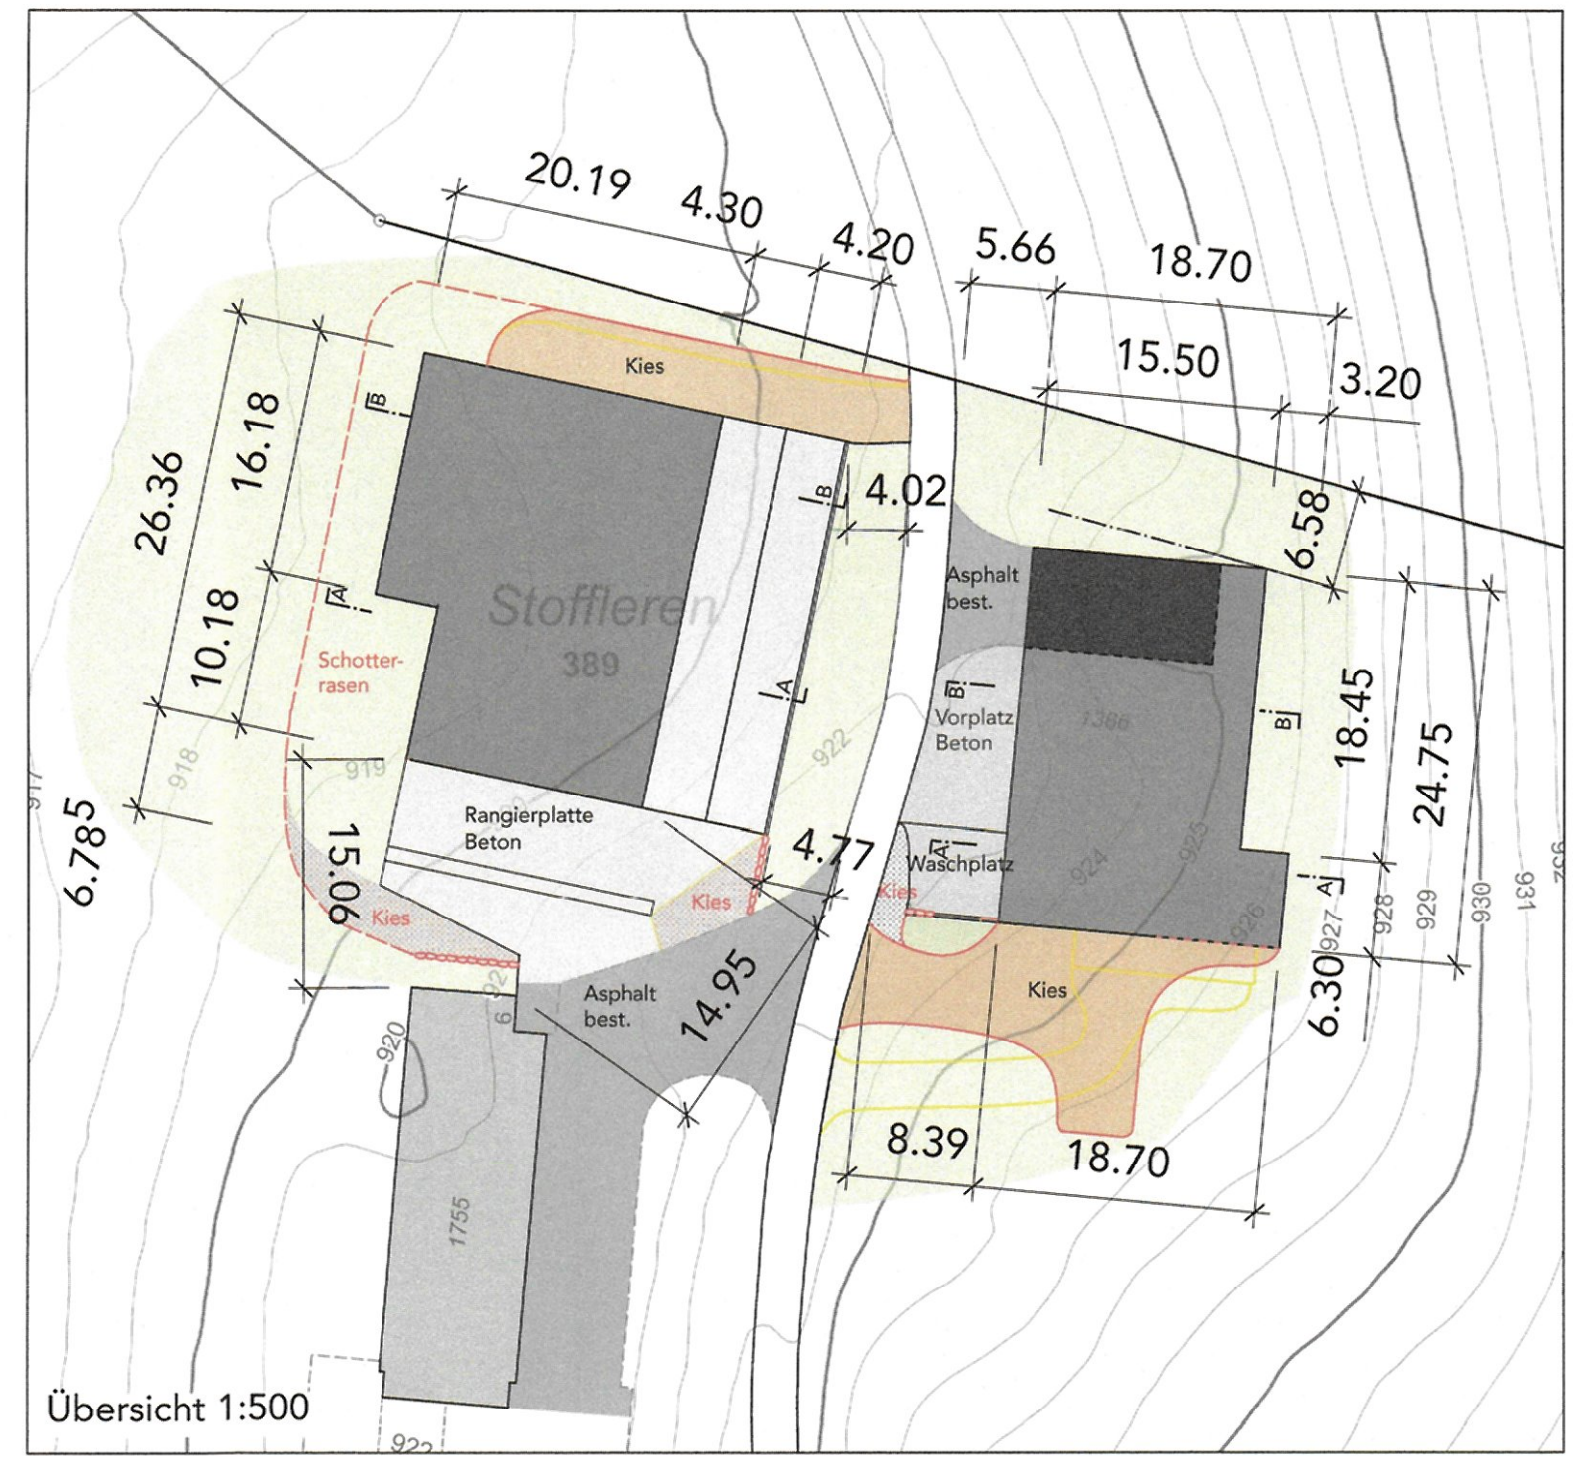 20.19
4.30
4.20
5.66
18.70
15.50
3.20
Kies
16.18
26.36
B
B
4.02
6.58
Asphalt
best.
Stoffleren
389
10.18
A
Schotter-
rasen
A
B
Vorplatz
Beton
1386
B
18.45
24.75
922
918
919
917
6.785
15.06
Rangierplatte
Beton
4.77
A
Waschplatz
924
925
A
932
Kies
Kies
Kies
926
927
928
929
930
931
14.95
Asphalt
best.
Kies
6.30
920
8.39
18.70
1755
Übersicht 1:500
922